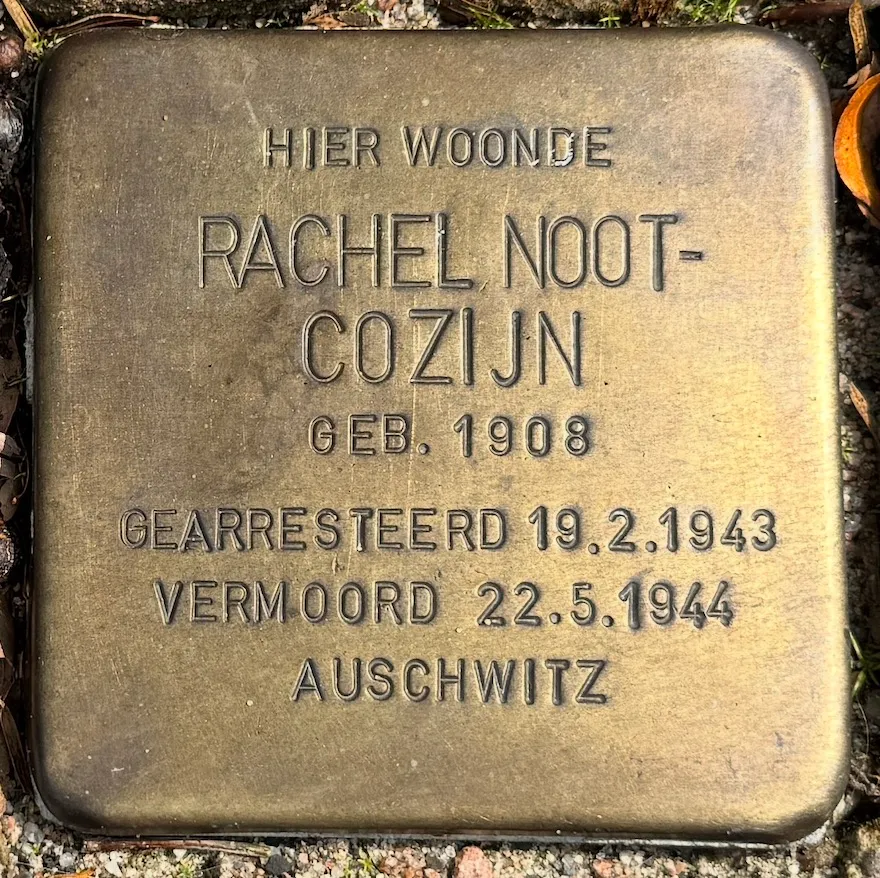 HIER WOONDE
RACHEL NOOT-
COZIJN
GEB. 1908
GEARRESTEERD 19.2.1943
VERMOORD 22.5.1944
AUSCHWITZ